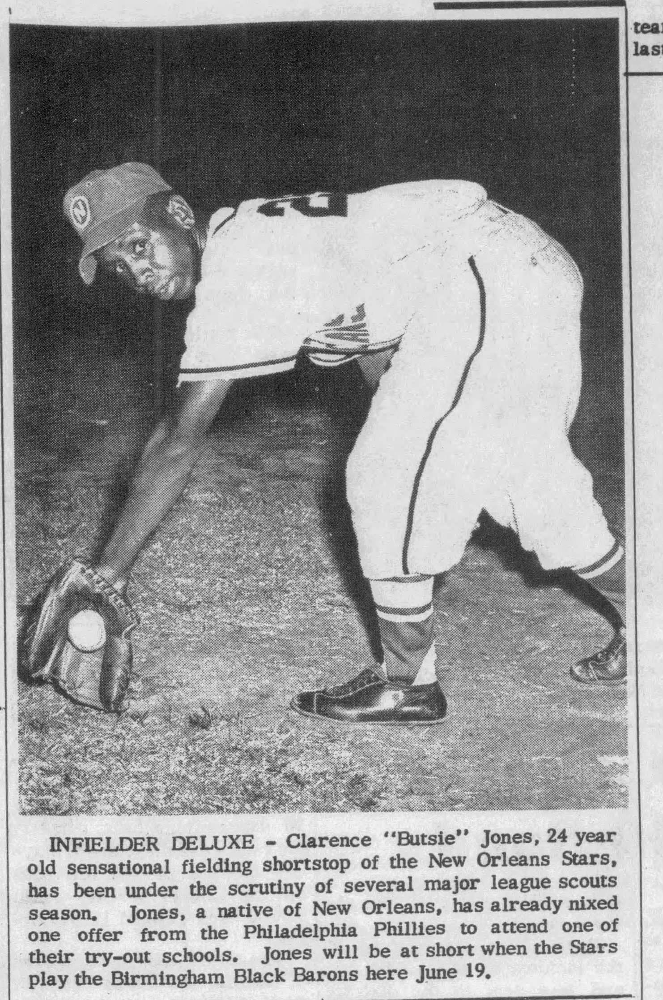 tea
last
N
2
INFIELDER DELUXE - Clarence "Butsie" Jones, 24 year
old sensational fielding shortstop of the New Orleans Stars,
has been under the scrutiny of several major league scouts
season. Jones, a native of New Orleans, has already nixed
one offer from the Philadelphia Phillies to attend one of
their try-out schools. Jones will be at short when the Stars
play the Birmingham Black Barons here June 19.